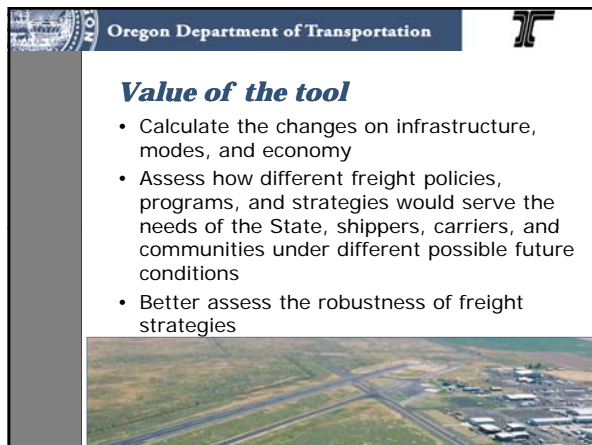 SON
Oregon Department of Transportation
Value of the tool
• Calculate the changes on infrastructure,
modes, and economy
• Assess how different freight policies,
programs, and strategies would serve the
needs of the State, shippers, carriers, and
communities under different possible future
conditions
• Better assess the robustness of freight
strategies